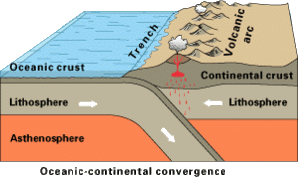 Trench
Volcanic
arc
Oceanic crust
Continental crust
Lithosphere
Lithosphere
Asthenosphere
Oceanic-continental convergence